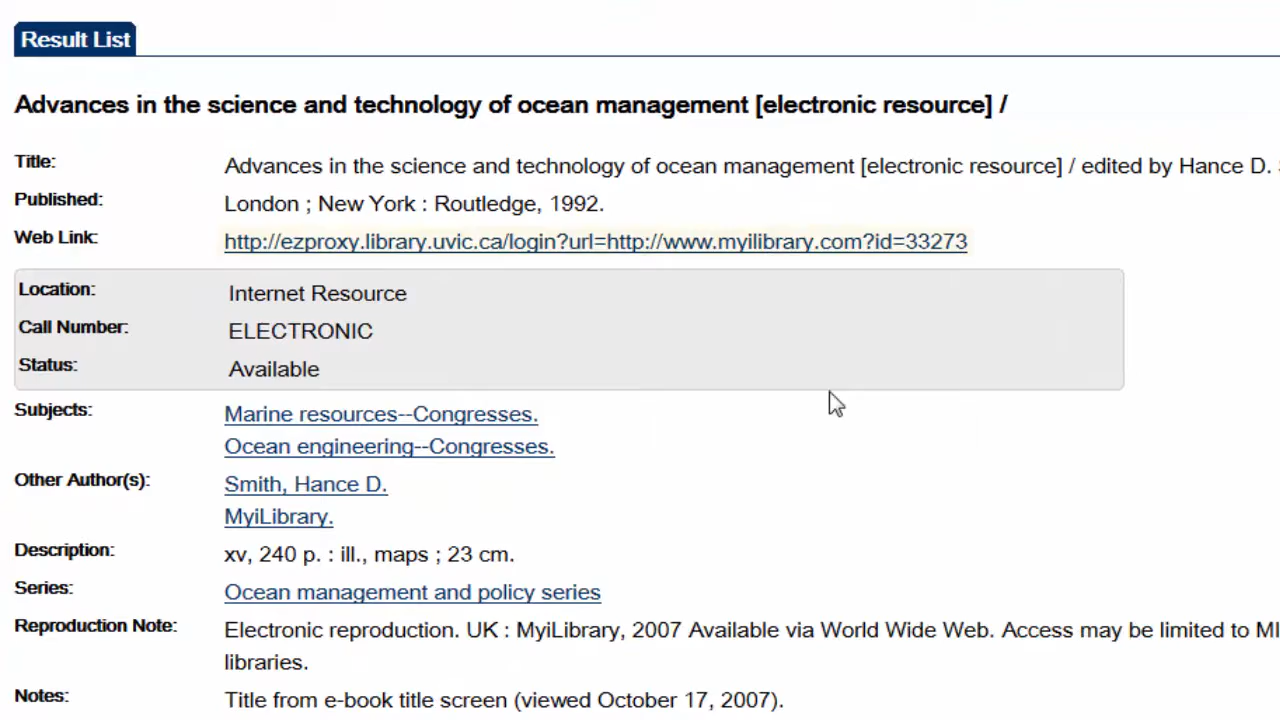 Result List
Advances in the science and technology of ocean management [electronic resource] /
Title: Advances in the science and technology of ocean management [electronic resource] / edited by Hance D.
Published: London ; New York : Routledge, 1992.
Web Link: http://ezproxy.library.uvic.ca/login?url=http://www.myilibrary.com?id=33273
Location: Internet Resource
Call Number: ELECTRONIC
Status: Available
Subjects: Marine resources--Congresses.
Ocean engineering--Congresses.
Other Author(s): Smith, Hance D.
MyiLibrary.
Description: xv, 240 p. : ill., maps ; 23 cm.
Series: Ocean management and policy series
Reproduction Note: Electronic reproduction. UK : MyiLibrary, 2007 Available via World Wide Web. Access may be limited to
libraries.
Notes: Title from e-book title screen (viewed October 17, 2007).